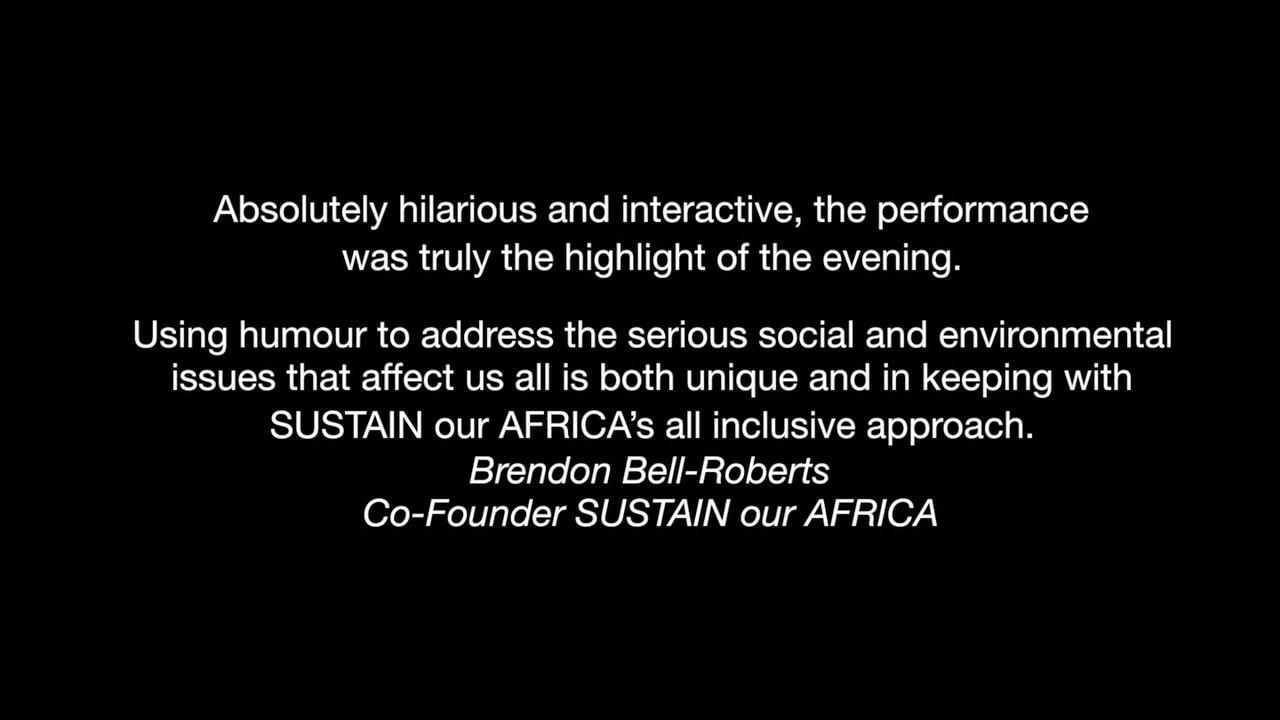 Absolutely hilarious and interactive, the performance
was truly the highlight of the evening.
Using humour to address the serious social and environmental
issues that affect us all is both unique and in keeping with
SUSTAIN our AFRICA’s all inclusive approach.
Brendon Bell-Roberts
Co-Founder SUSTAIN our AFRICA